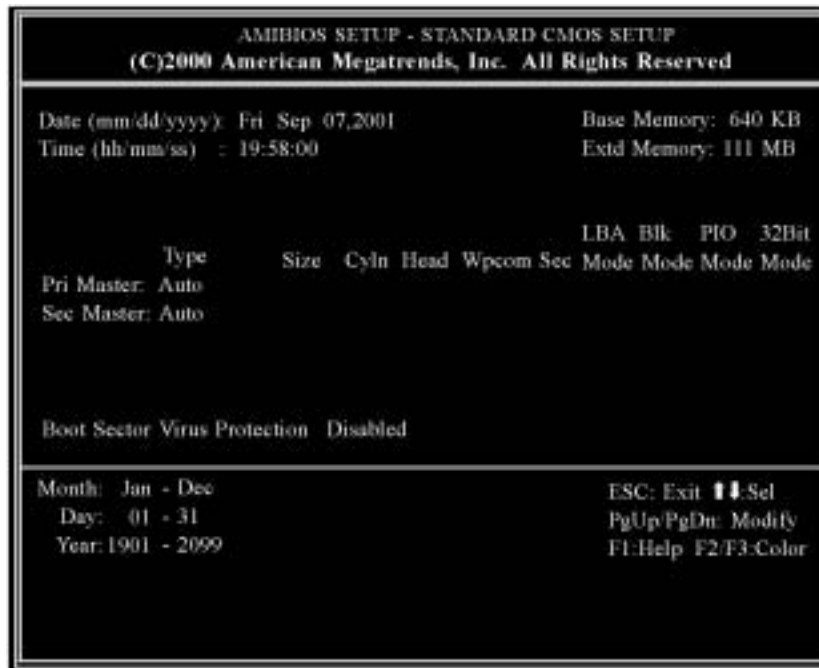 AMIBIOS SETUP - STANDARD CMOS SETUP
(C)2000 American Megatrends, Inc. All Rights Reserved
Date (mm/dd/yyyy): Fri Sep 07,2001
Base Memory: 640 KB
Time (hh/mm/ss) : 19:58:00
Extd Memory: 111 MB
LBA Blk PIO 32Bit
Type Size Cyln Head Wpcom Sec Mode Mode Mode Mode
Pri Master: Auto
Sec Master: Auto
Boot Sector Virus Protection Disabled
Month: Jan - Dec
Day: 01 - 31
Year: 1901 - 2099
ESC: Exit ⬆⬇:Sel
PgUp/PgDn: Modify
F1:Help F2/F3:Color